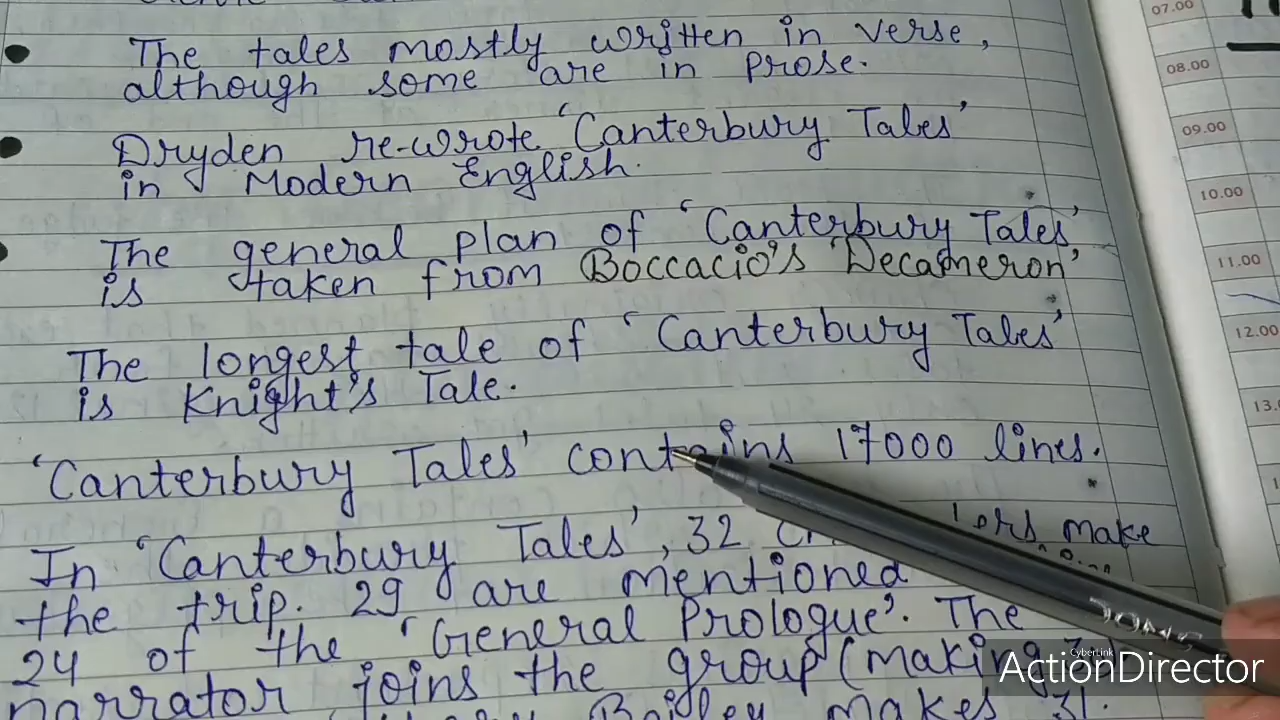 The tales mostly written in verse,
although some are in prose.
Dryden re-wrote 'Canterbury Tales'
in Modern English.
The general plan of 'Canterbury Tales'
is taken from Boccacio's 'Decameron'
The longest tale of 'Canterbury Tales'
is Knight's Tale.
'Canterbury Tales' contains 17000 lines.
In 'Canterbury Tales', 32 make
the trip. 29 are mentioned
24 of the 'General Prologue'. The
narrator joins the group (making
makes 31.
07.00
08.00
09.00
10.00
11.00
12.00
CyberLink
ActionDirector